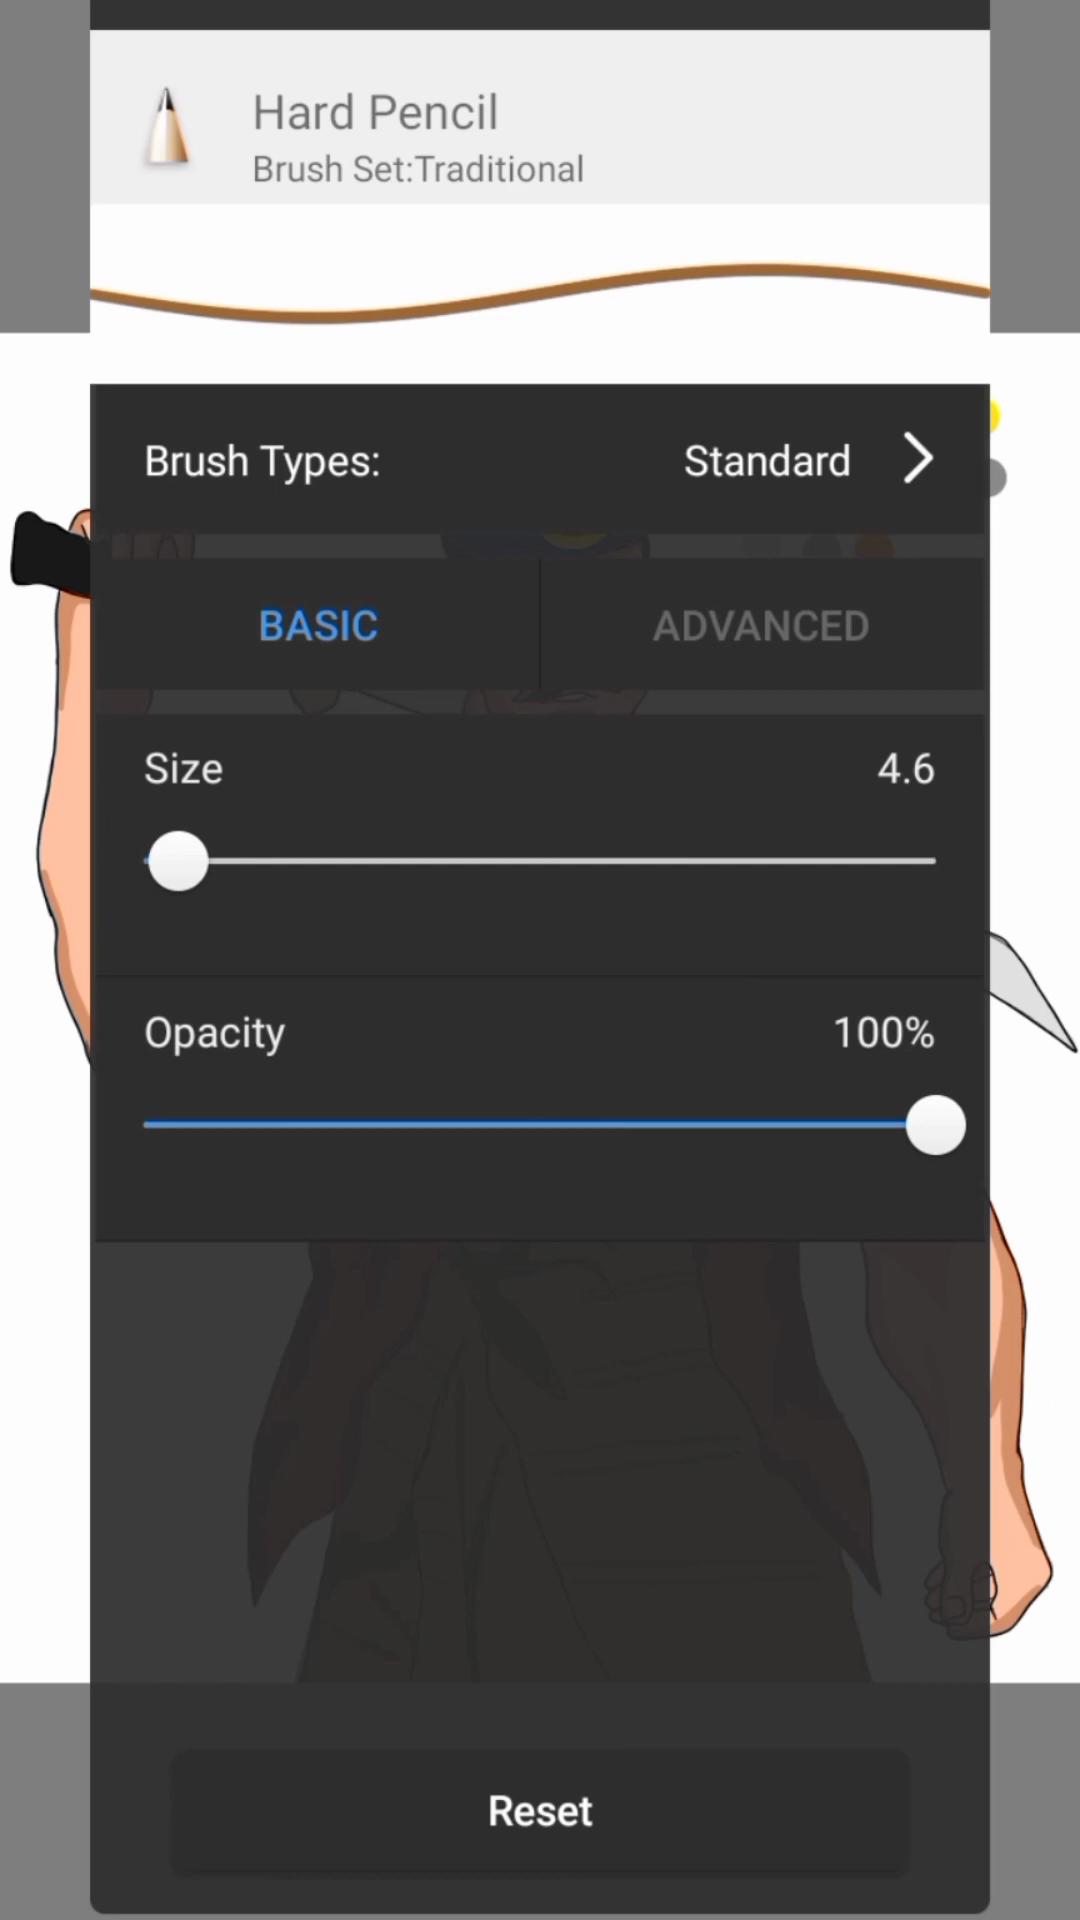 Hard Pencil
Brush Set:Traditional
Brush Types: Standard
BASIC ADVANCED
Size 4.6
Opacity 100%
Reset